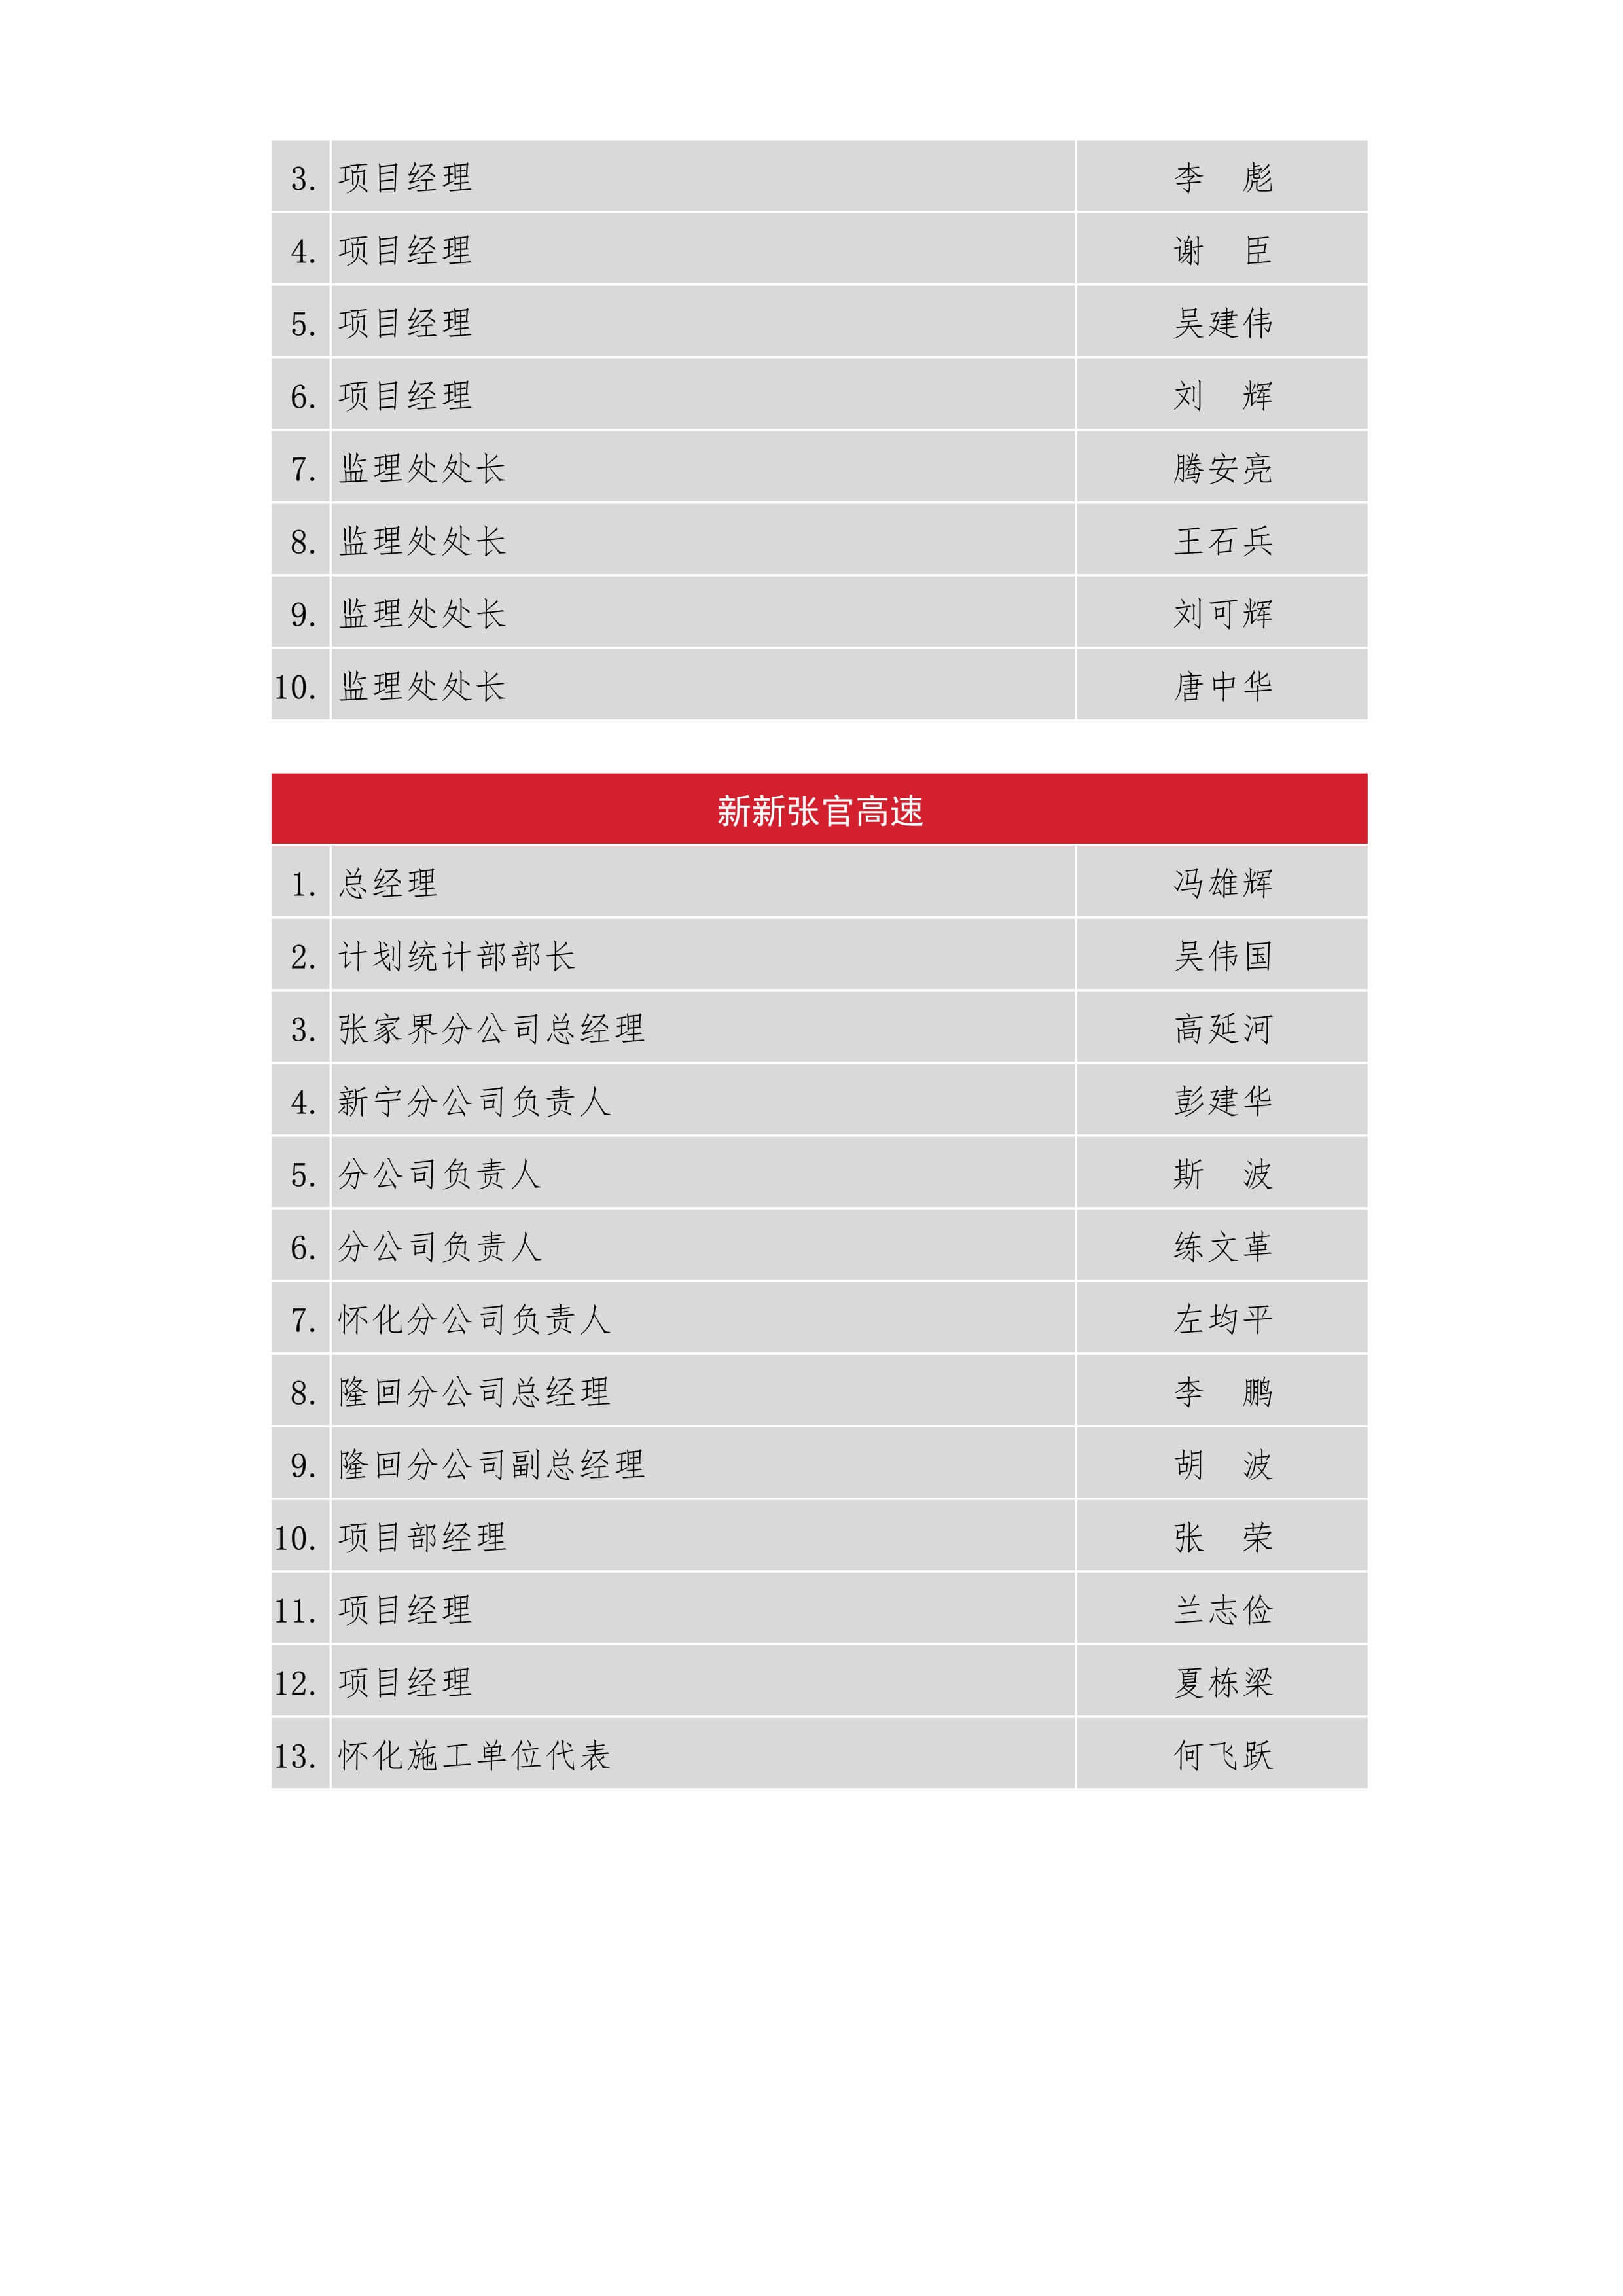 3. 项目经理 李　彪
4. 项目经理 谢　臣
5. 项目经理 吴建伟
6. 项目经理 刘　辉
7. 监理处处长 腾安亮
8. 监理处处长 王石兵
9. 监理处处长 刘可辉
10. 监理处处长 唐中华
新新张官高速
1. 总经理 冯雄辉
2. 计划统计部部长 吴伟国
3. 张家界分公司总经理 高延河
4. 新宁分公司负责人 彭建华
5. 分公司负责人 斯　波
6. 分公司负责人 练文革
7. 怀化分公司负责人 左均平
8. 隆回分公司总经理 李　鹏
9. 隆回分公司副总经理 胡　波
10. 项目部经理 张　荣
11. 项目经理 兰志俭
12. 项目经理 夏栋梁
13. 怀化施工单位代表 何飞跃